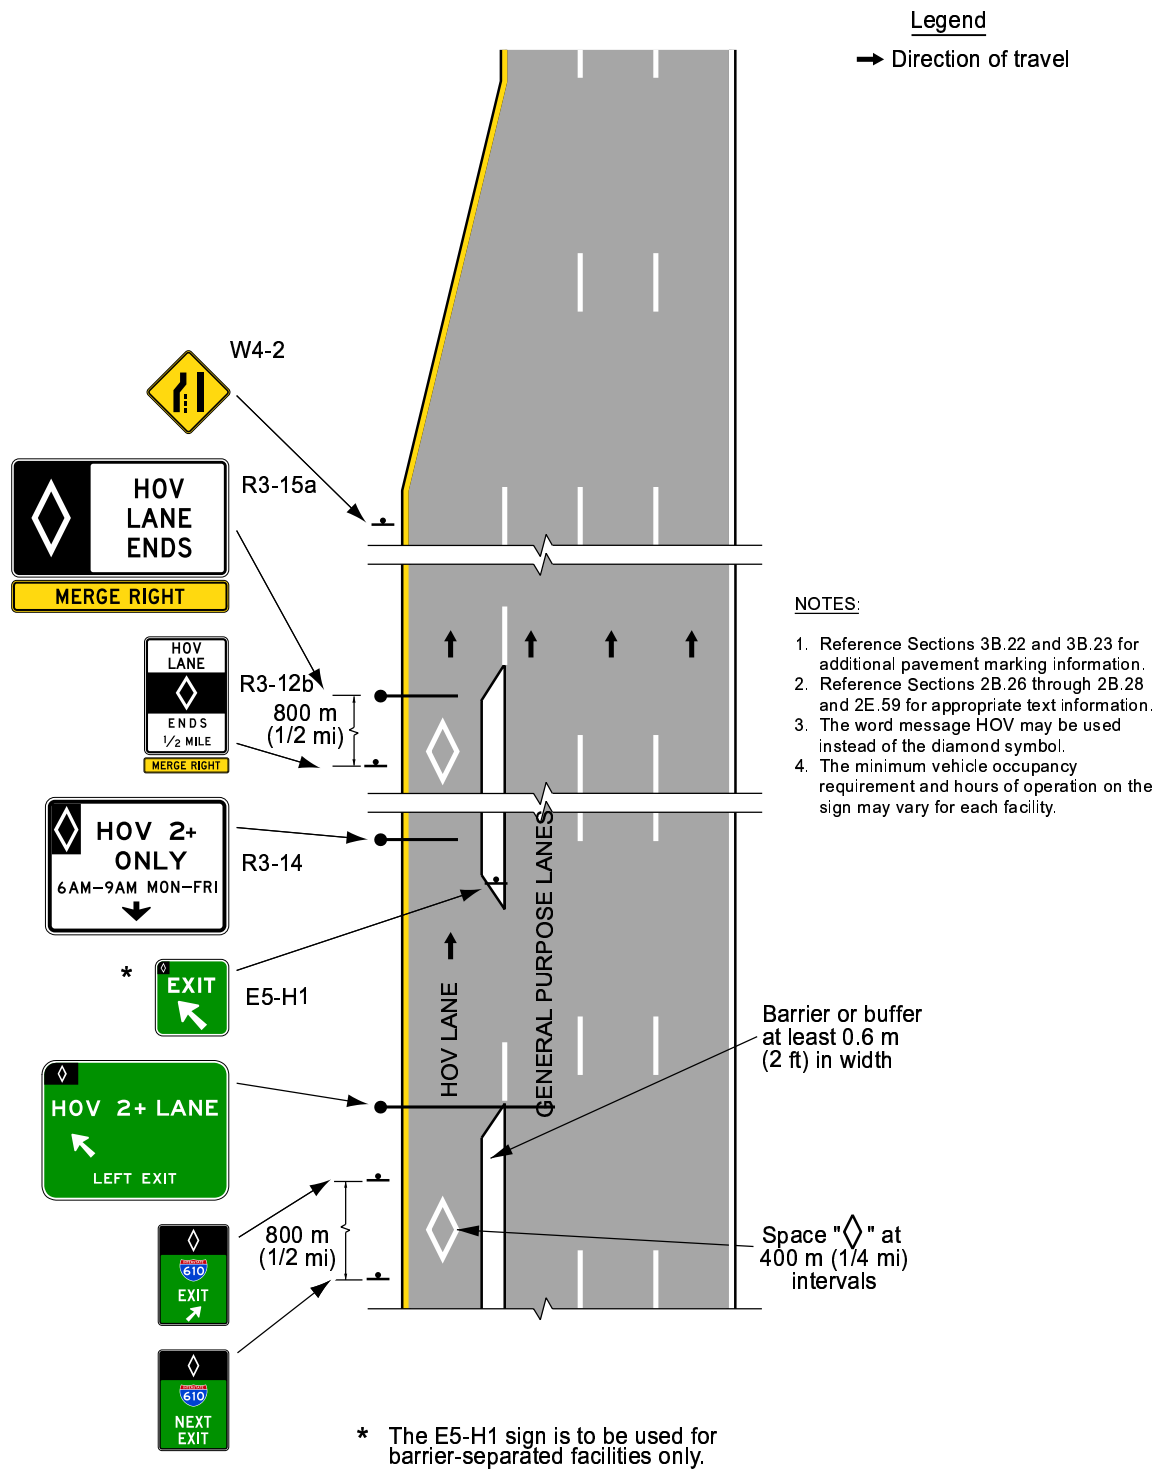 Legend
Direction of travel
W4-2
HOV
LANE
ENDS
MERGE RIGHT
R3-15a
HOV
LANE
ENDS
1/2 MILE
MERGE RIGHT
R3-12b
800 m
(1/2 mi)
NOTES:
1. Reference Sections 3B.22 and 3B.23 for
additional pavement marking information.
2. Reference Sections 2B.26 through 2B.28
and 2E.59 for appropriate text information.
3. The word message HOV may be used
instead of the diamond symbol.
4. The minimum vehicle occupancy
requirement and hours of operation on the
sign may vary for each facility.
HOV 2+
ONLY
6AM–9AM MON–FRI
R3-14
*
EXIT
E5-H1
HOV LANE
GENERAL PURPOSE LANES
Barrier or buffer
at least 0.6 m
(2 ft) in width
HOV 2+ LANE
LEFT EXIT
610
EXIT
800 m
(1/2 mi)
Space "◊" at
400 m (1/4 mi)
intervals
610
NEXT
EXIT
* The E5-H1 sign is to be used for
barrier-separated facilities only.